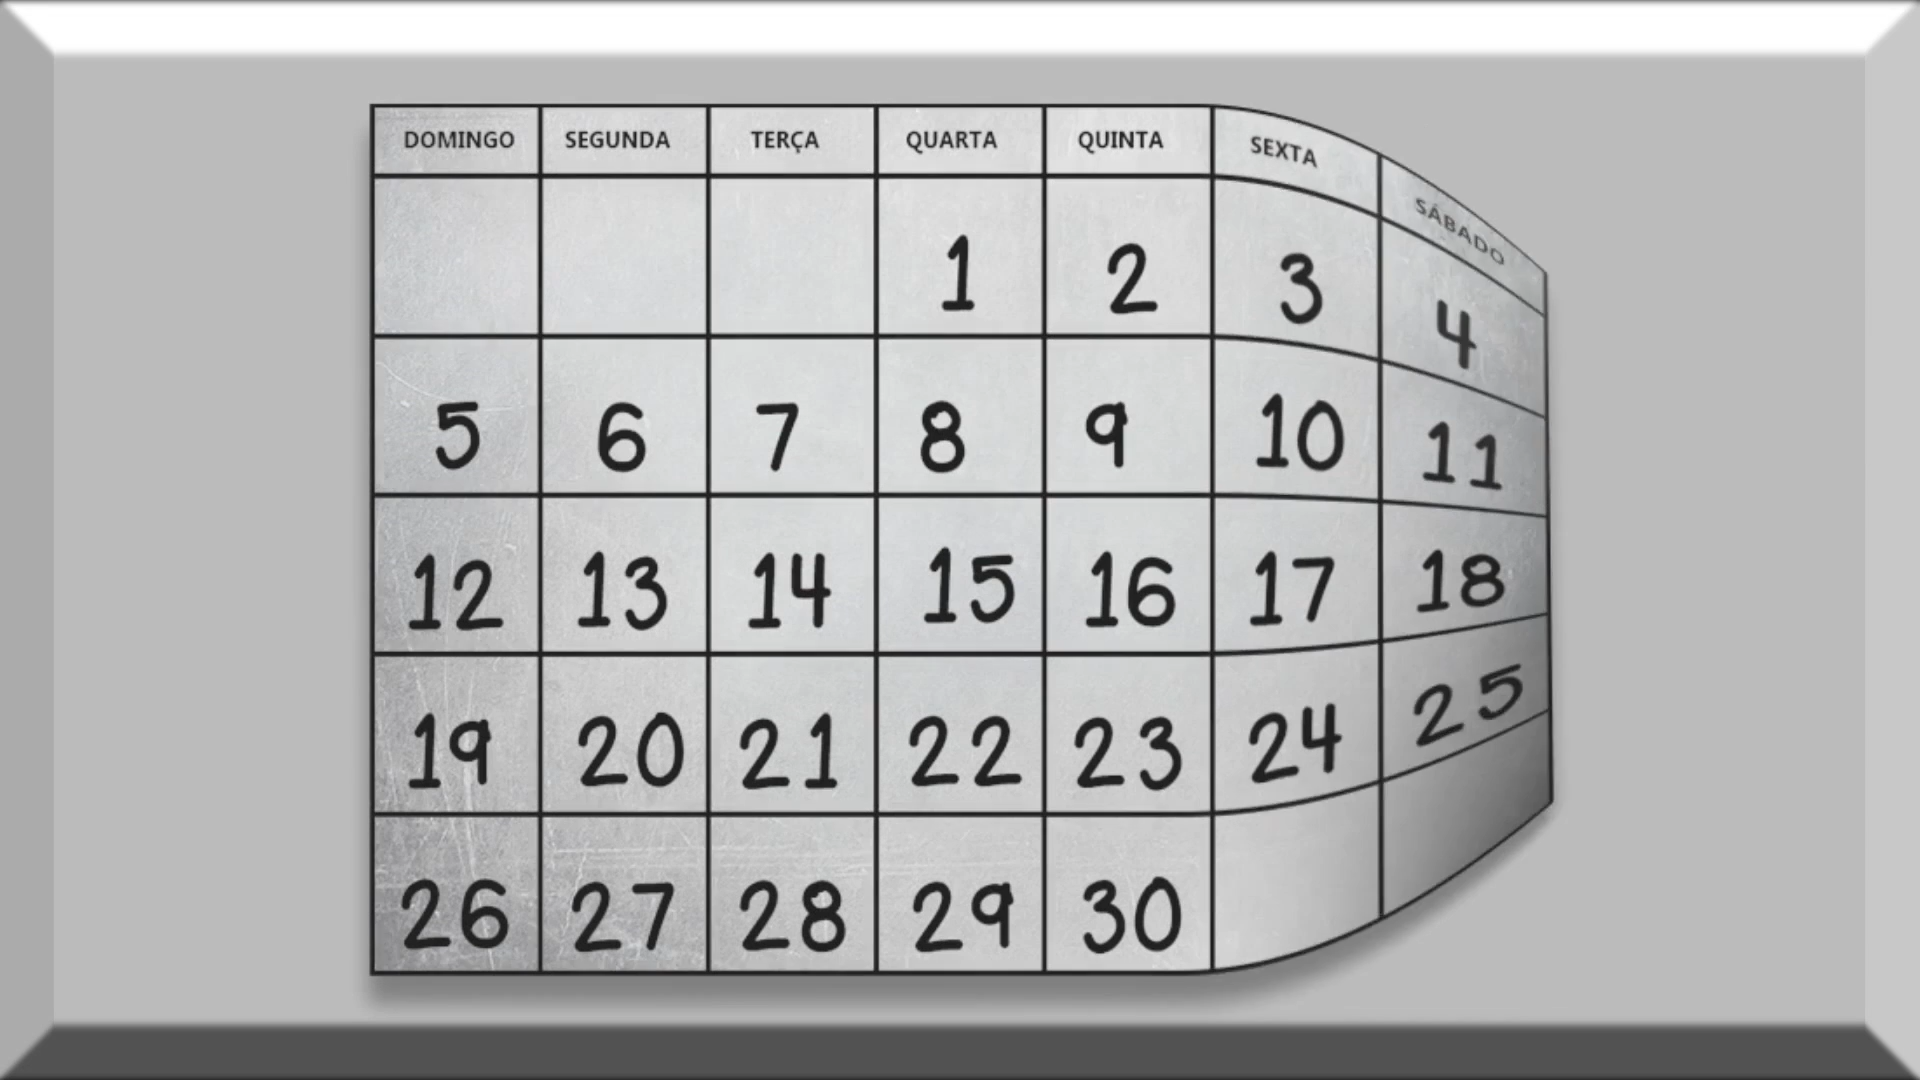 DOMINGO SEGUNDA TERÇA QUARTA QUINTA SEXTA SÁBADO
1 2 3 4
5 6 7 8 9 10 11
12 13 14 15 16 17 18
19 20 21 22 23 24 25
26 27 28 29 30